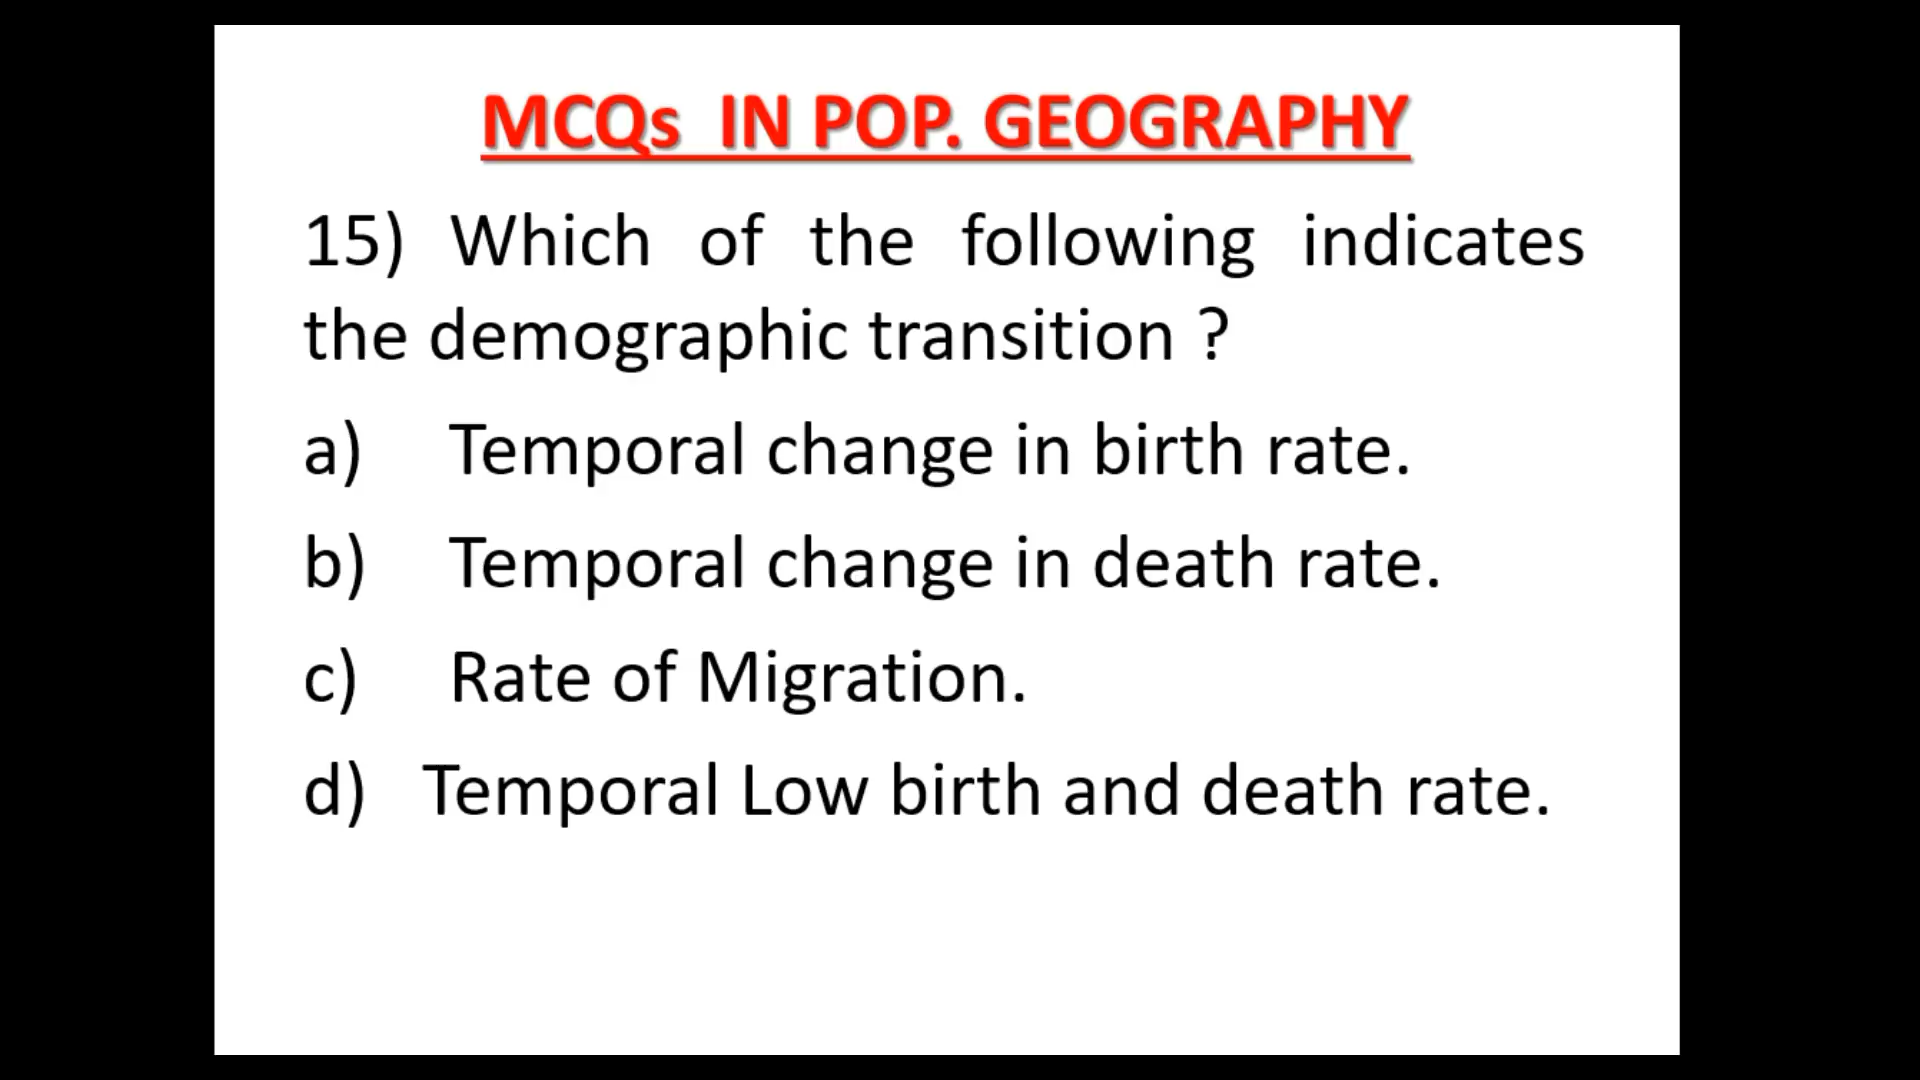 MCQs IN POP. GEOGRAPHY
15) Which of the following indicates
the demographic transition ?
a) Temporal change in birth rate.
b) Temporal change in death rate.
c) Rate of Migration.
d) Temporal Low birth and death rate.